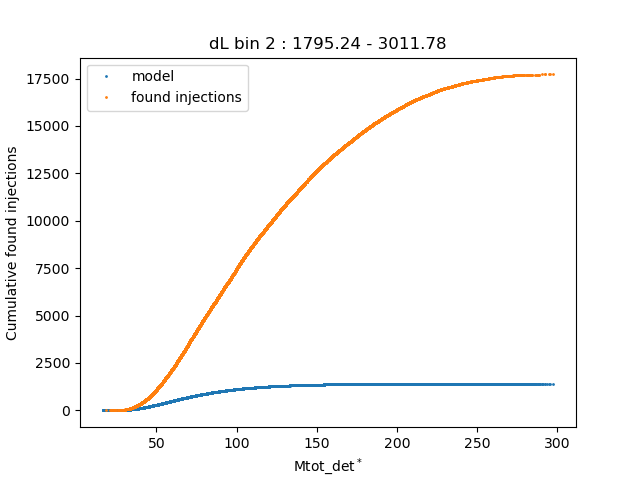 dL bin 2 : 1795.24 - 3011.78
model
found injections
17500
15000
12500
10000
7500
5000
2500
0
Cumulative found injections
50 100 150 200 250 300
Mtot_det*